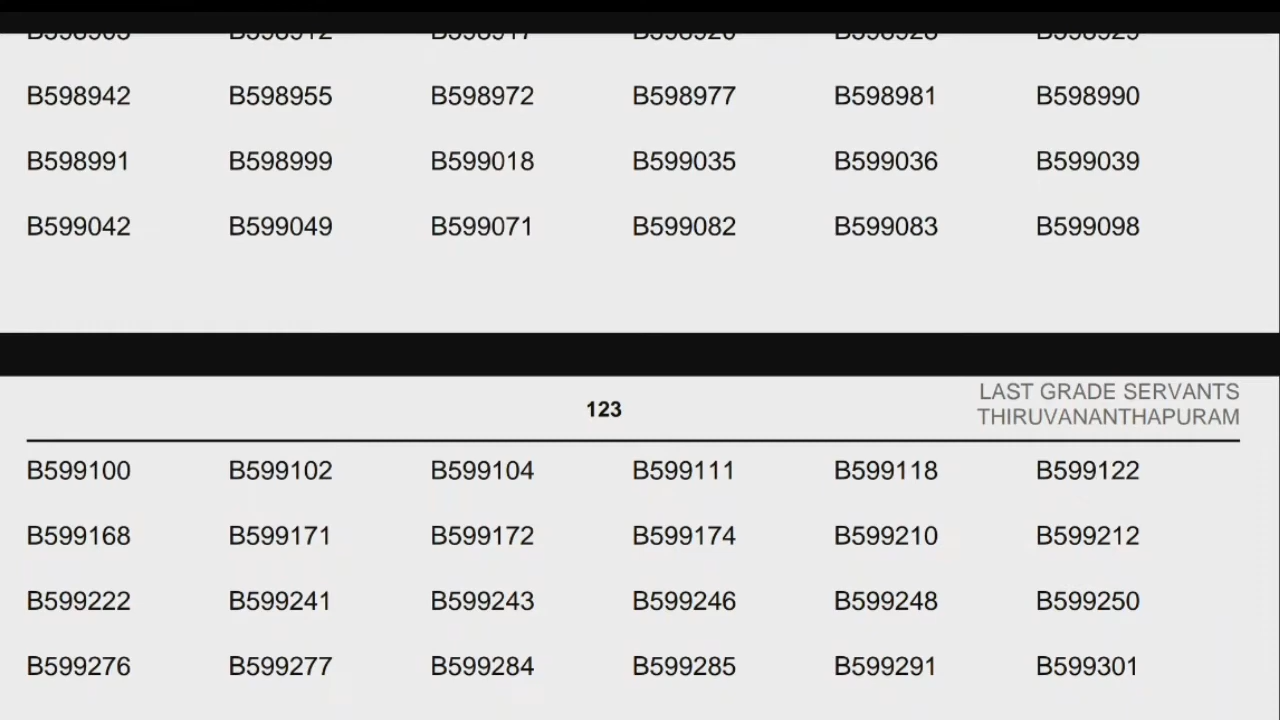 B598942 B598955 B598972 B598977 B598981 B598990
B598991 B598999 B599018 B599035 B599036 B599039
B599042 B599049 B599071 B599082 B599083 B599098
123
LAST GRADE SERVANTS
THIRUVANANTHAPURAM
B599100 B599102 B599104 B599111 B599118 B599122
B599168 B599171 B599172 B599174 B599210 B599212
B599222 B599241 B599243 B599246 B599248 B599250
B599276 B599277 B599284 B599285 B599291 B599301